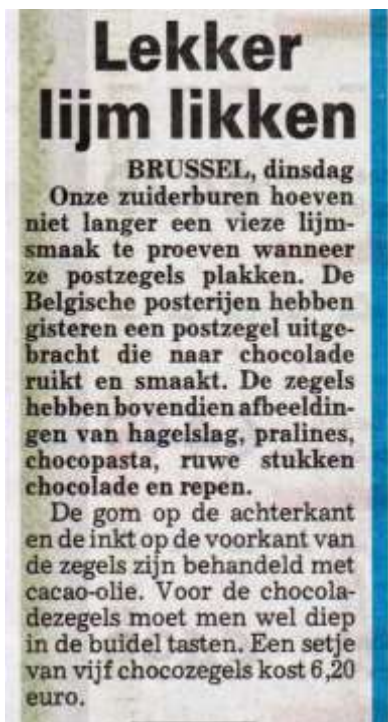 Lekker
lijm likken
BRUSSEL, dinsdag
Onze zuiderburen hoeven
niet langer een vieze lijm-
smaak te proeven wanneer
ze postzegels plakken. De
Belgische posterijen hebben
gisteren een postzegel uitge-
bracht die naar chocolade
ruikt en smaakt. De zegels
hebben bovendien afbeeldin-
gen van hagelslag, pralines,
chocopasta, ruwe stukken
chocolade en repen.
De gom op de achterkant
en de inkt op de voorkant van
de zegels zijn behandeld met
cacao-olie. Voor de chocola-
dezegels moet men wel diep
in de buidel tasten. Een setje
van vijf chocozegels kost 6,20
euro.